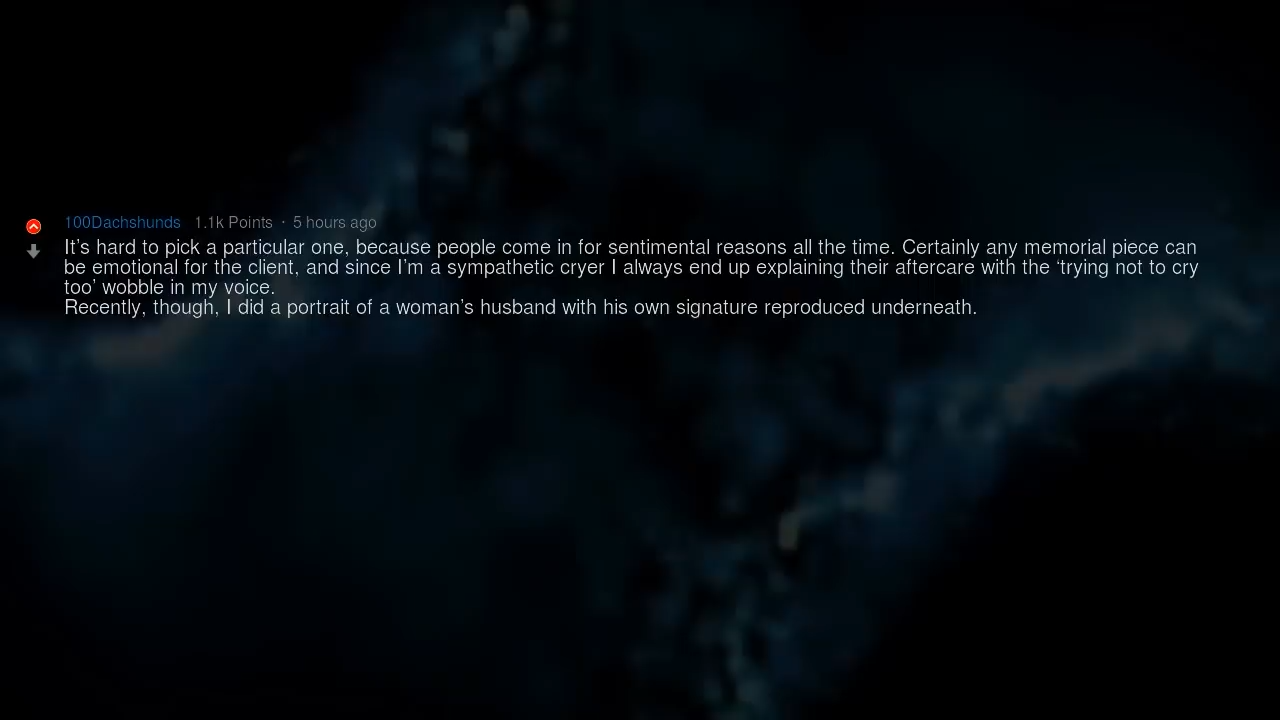 100Dachshunds 1.1k Points · 5 hours ago
It’s hard to pick a particular one, because people come in for sentimental reasons all the time. Certainly any memorial piece can
be emotional for the client, and since I’m a sympathetic cryer I always end up explaining their aftercare with the ‘trying not to cry
too’ wobble in my voice.
Recently, though, I did a portrait of a woman’s husband with his own signature reproduced underneath.